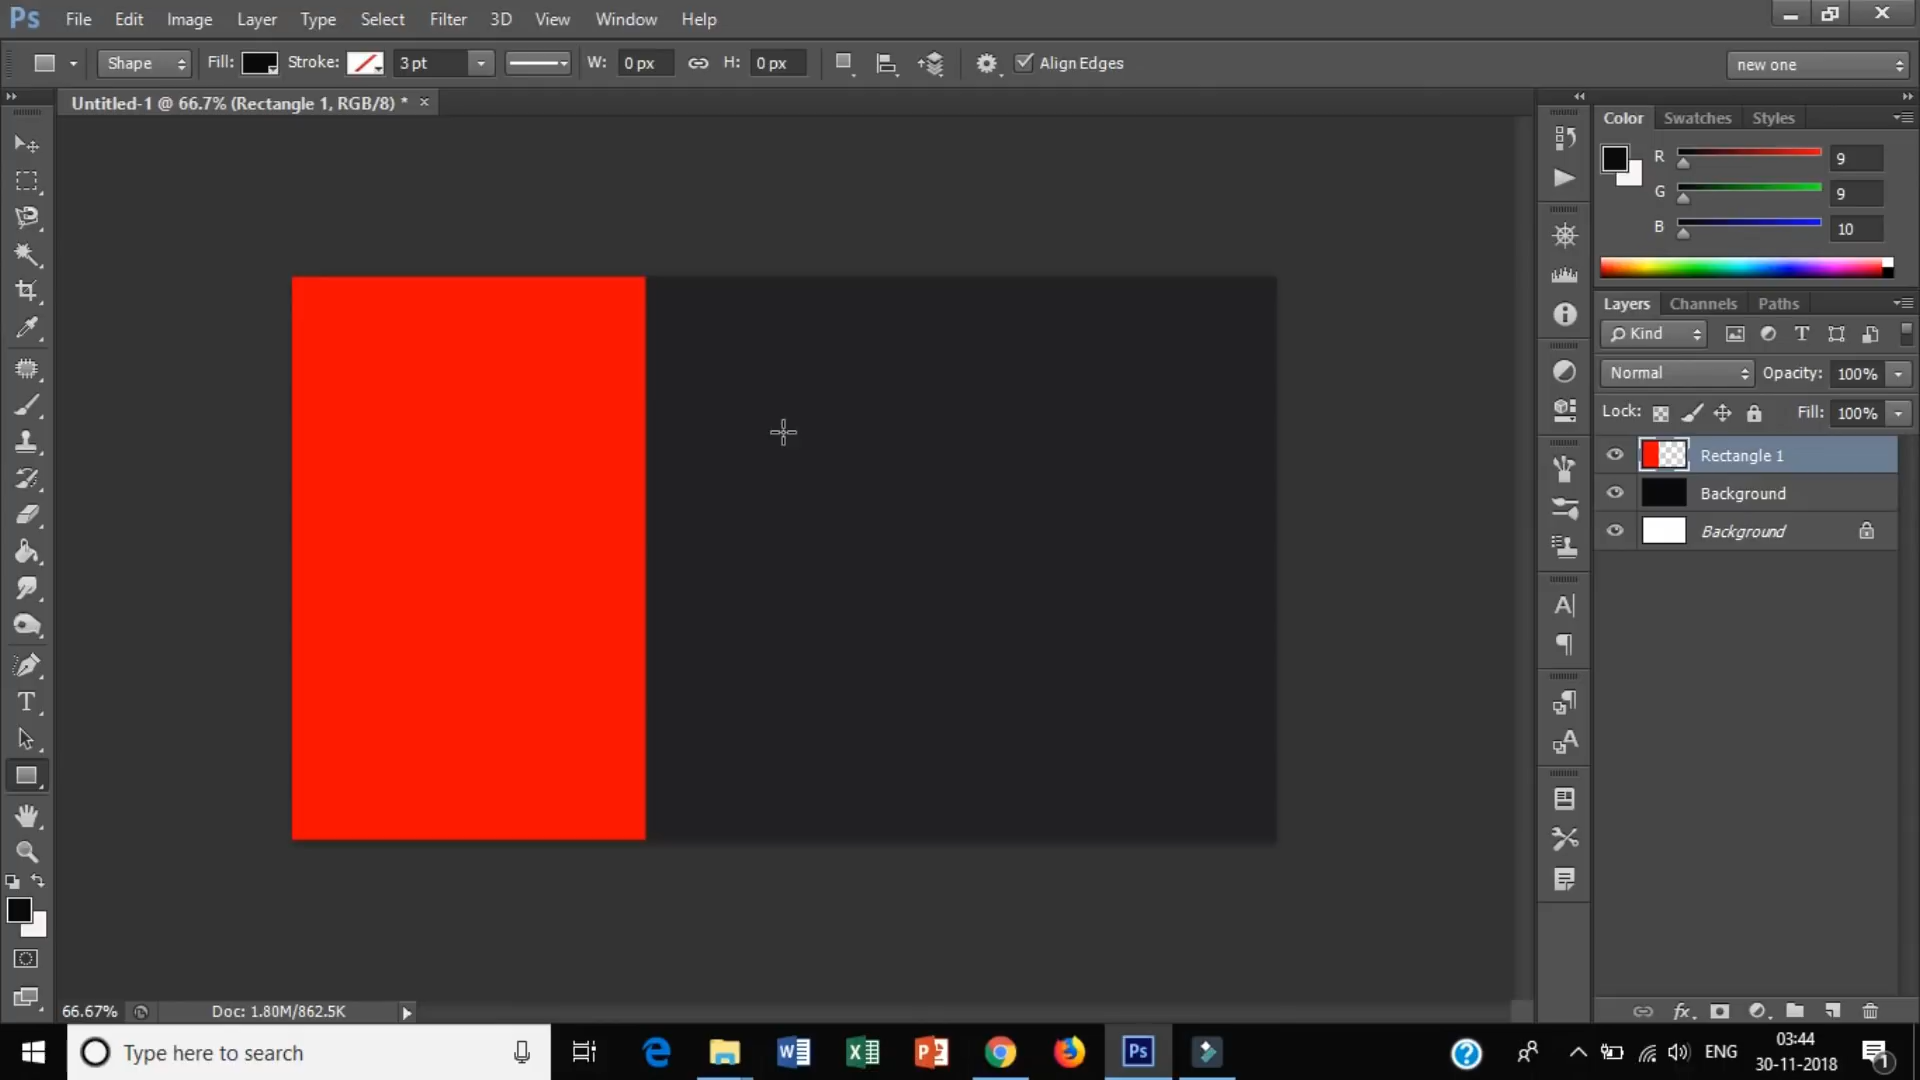 Ps File Edit Image Layer Type Select Filter 3D View Window Help
Shape Fill: Stroke: 3 pt W: 0 px H: 0 px Align Edges new one
Untitled-1 @ 66.7% (Rectangle 1, RGB/8) * ×
Color Swatches Styles
R 9
G 9
B 10
Layers Channels Paths
Kind T
Normal Opacity: 100%
Lock: Fill: 100%
Rectangle 1
Background
Background
66.67% Doc: 1.80M/862.5K
Type here to search
ENG
03:44
30-11-2018
1